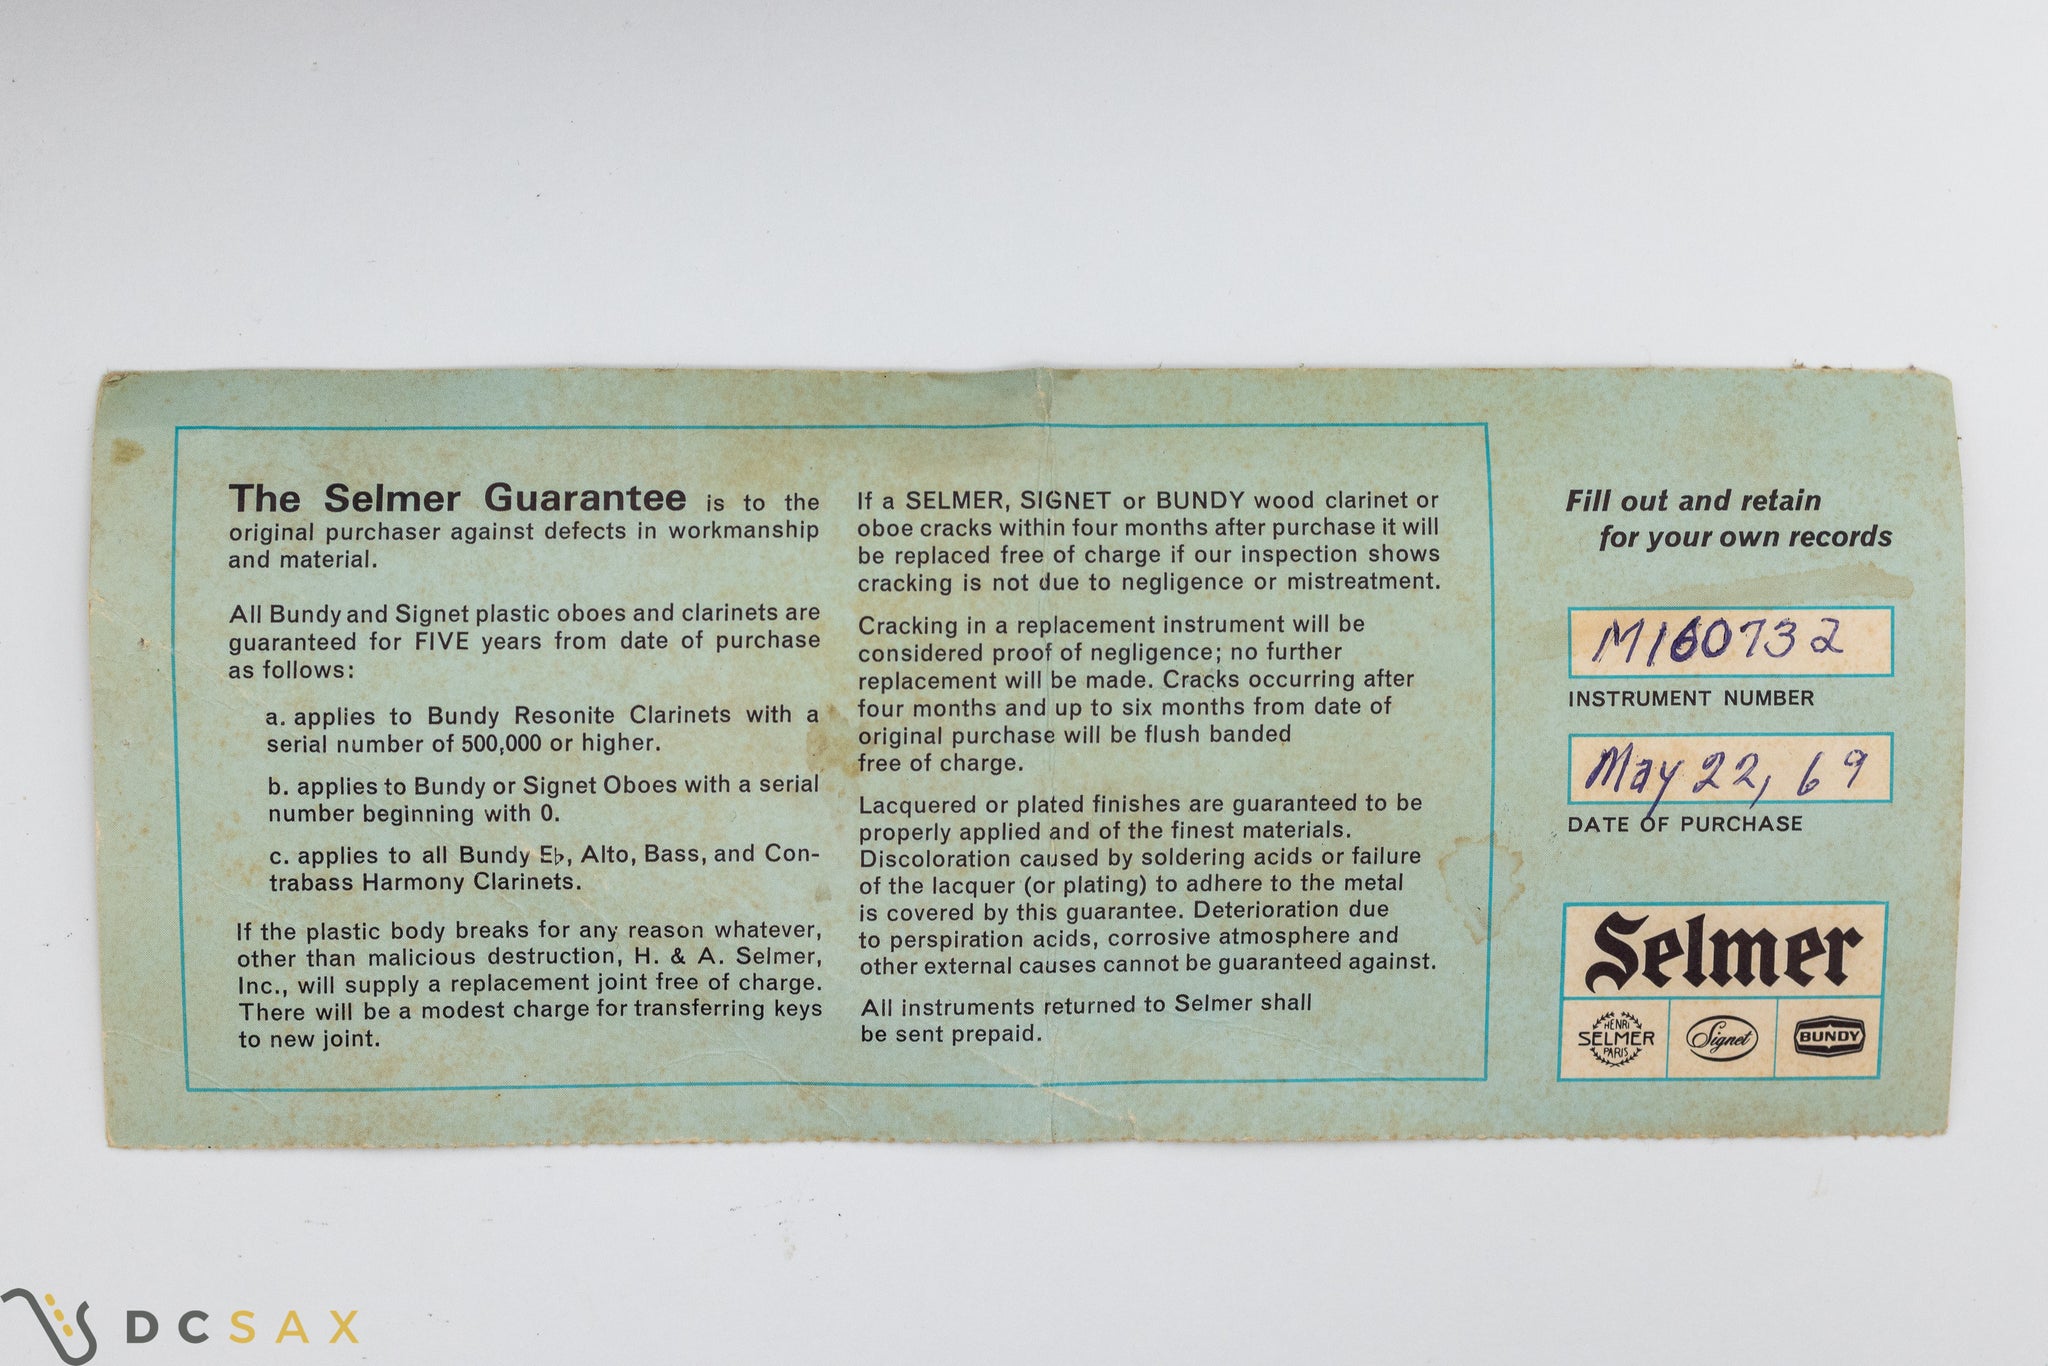 The Selmer Guarantee is to the
original purchaser against defects in workmanship
and material.
All Bundy and Signet plastic oboes and clarinets are
guaranteed for FIVE years from date of purchase
as follows:
a. applies to Bundy Resonite Clarinets with a
serial number of 500,000 or higher.
b. applies to Bundy or Signet Oboes with a serial
number beginning with 0.
c. applies to all Bundy E♭, Alto, Bass, and Con-
trabass Harmony Clarinets.
If the plastic body breaks for any reason whatever,
other than malicious destruction, H. & A. Selmer,
Inc., will supply a replacement joint free of charge.
There will be a modest charge for transferring keys
to new joint.
If a SELMER, SIGNET or BUNDY wood clarinet or
oboe cracks within four months after purchase it will
be replaced free of charge if our inspection shows
cracking is not due to negligence or mistreatment.
Cracking in a replacement instrument will be
considered proof of negligence; no further
replacement will be made. Cracks occurring after
four months and up to six months from date of
original purchase will be flush banded
free of charge.
Lacquered or plated finishes are guaranteed to be
properly applied and of the finest materials.
Discoloration caused by soldering acids or failure
of the lacquer (or plating) to adhere to the metal
is covered by this guarantee. Deterioration due
to perspiration acids, corrosive atmosphere and
other external causes cannot be guaranteed against.
All instruments returned to Selmer shall
be sent prepaid.
Fill out and retain
for your own records
M160732
INSTRUMENT NUMBER
May 22, 69
DATE OF PURCHASE
Selmer
HENRI
SELMER
PARIS
Signet
BUNDY
DCSAX